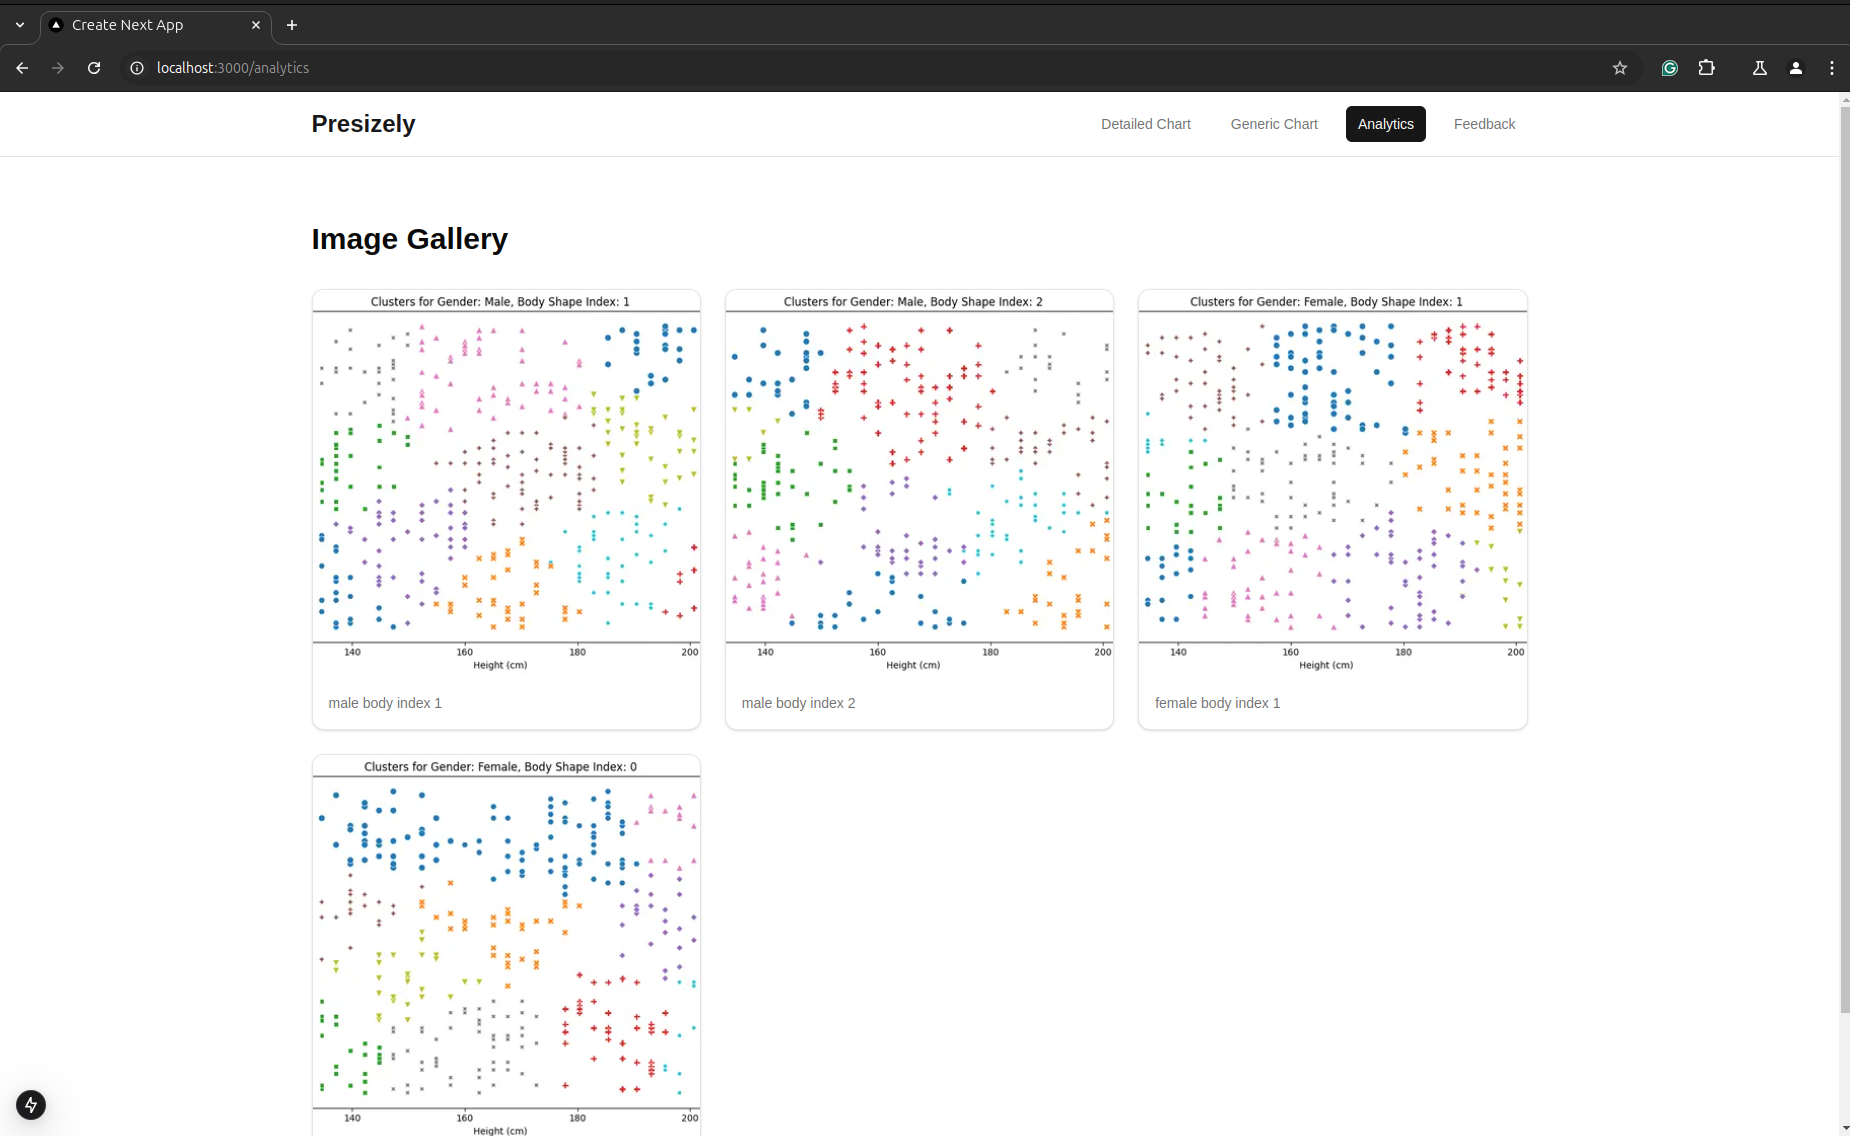 Create Next App
localhost:3000/analytics
Presizely
Detailed Chart
Generic Chart
Analytics
Feedback
Image Gallery
Clusters for Gender: Male, Body Shape Index: 1
140 160 180 200
Height (cm)
male body index 1
Clusters for Gender: Male, Body Shape Index: 2
140 160 180 200
Height (cm)
male body index 2
Clusters for Gender: Female, Body Shape Index: 1
140 160 180 200
Height (cm)
female body index 1
Clusters for Gender: Female, Body Shape Index: 0
140 160 180 200
Height (cm)